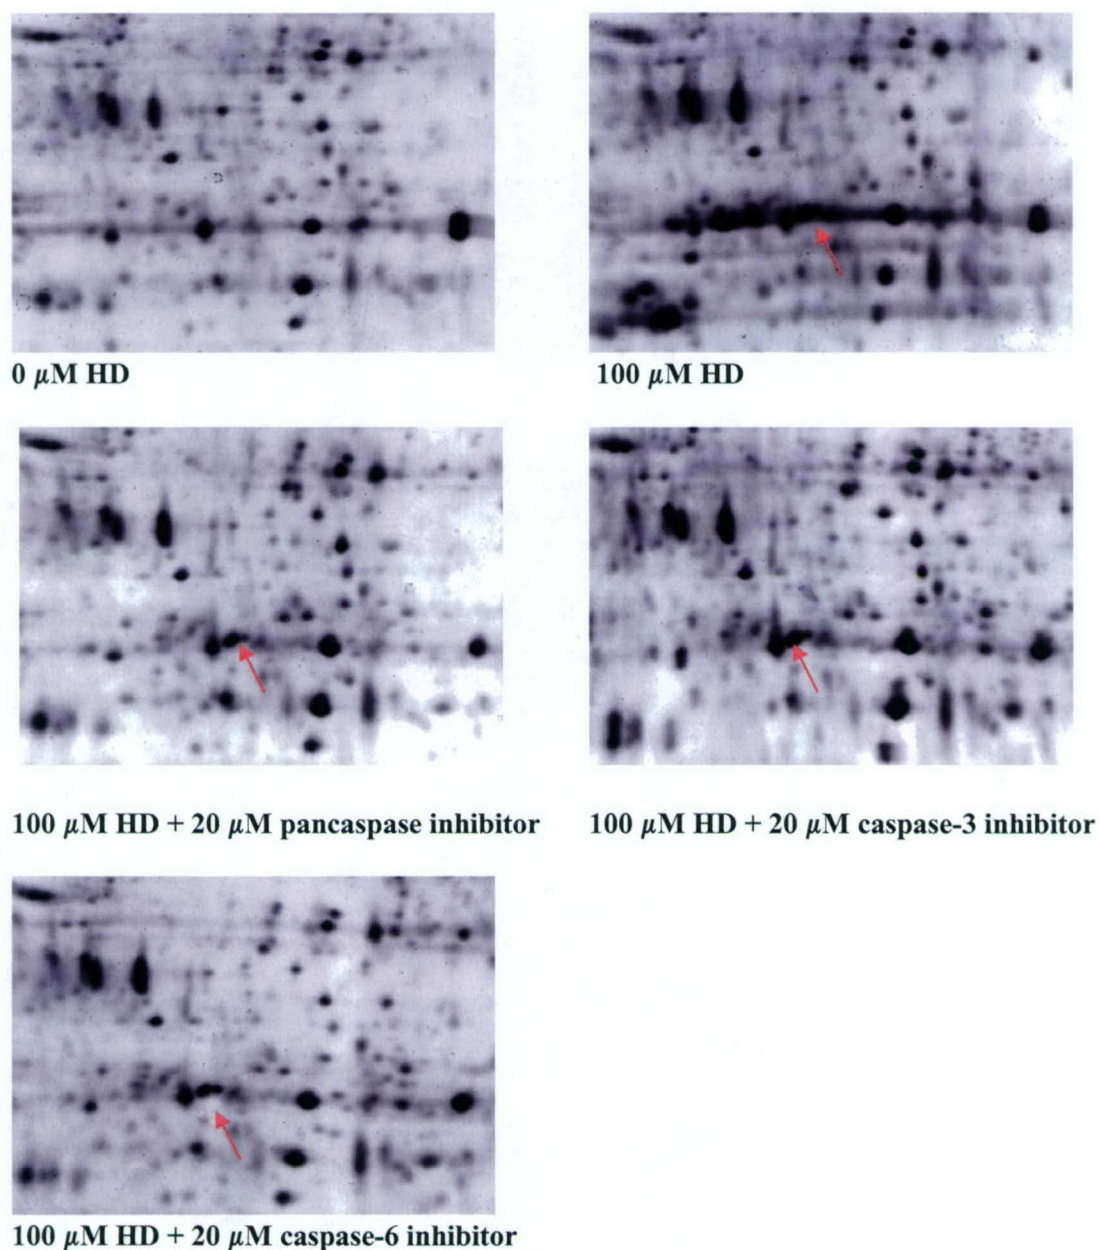 0 μM HD
100 μM HD
100 μM HD + 20 μM pancaspase inhibitor
100 μM HD + 20 μM caspase-3 inhibitor
100 μM HD + 20 μM caspase-6 inhibitor